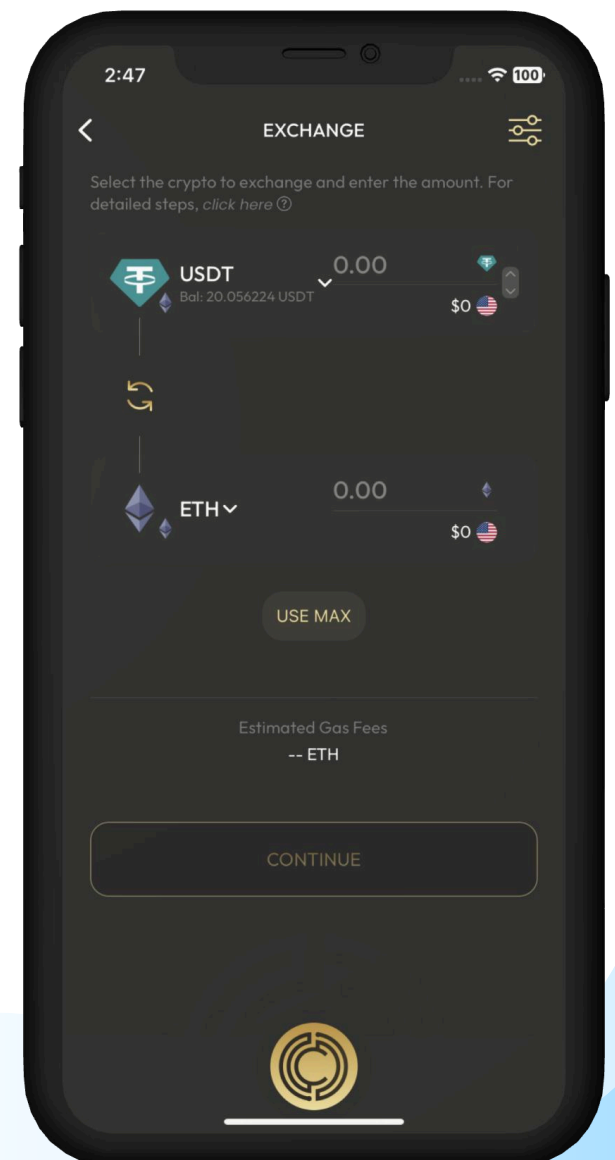 2:47
100
EXCHANGE
Select the crypto to exchange and enter the amount. For
detailed steps, click here ?
USDT
0.00
Bal: 20.056224 USDT
$0
ETH
0.00
$0
USE MAX
Estimated Gas Fees
-- ETH
CONTINUE